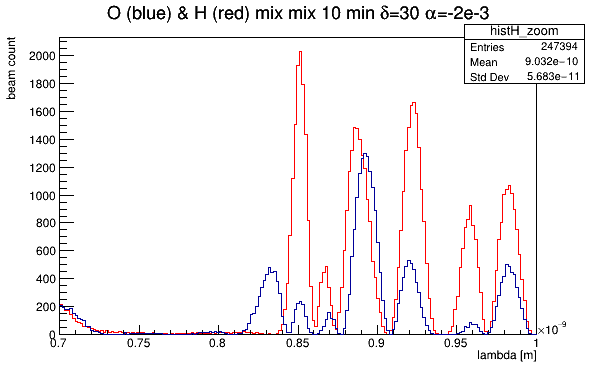 O (blue) & H (red) mix mix 10 min δ=30 α=-2e-3
histH_zoom
Entries 247394
Mean 9.032e-10
Std Dev 5.683e-11
beam count
2000
1800
1600
1400
1200
1000
800
600
400
200
0
0.7 0.75 0.8 0.85 0.9 0.95 1
×10⁻⁹
lambda [m]